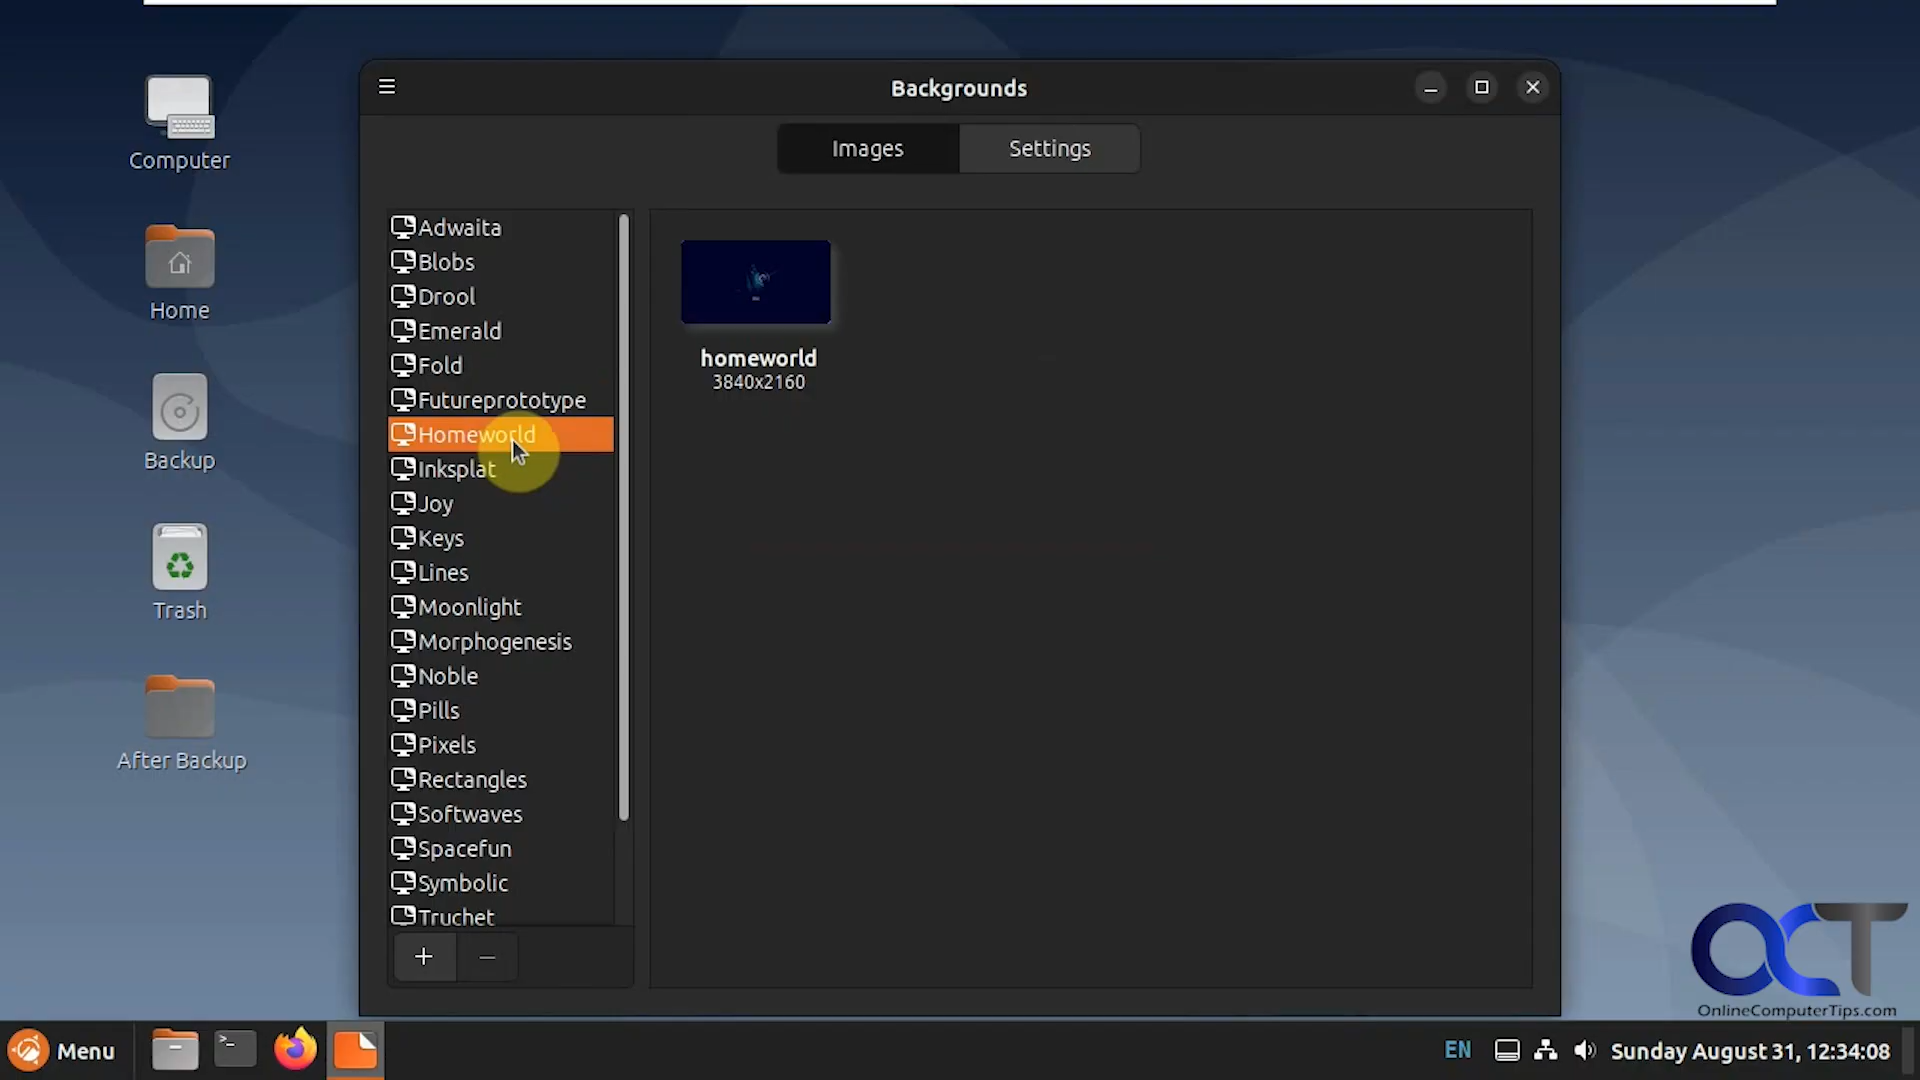 Backgrounds
Images
Settings
Computer
Home
Backup
Trash
After Backup
Adwaita
Blobs
Drool
Emerald
Fold
Futureprototype
Homeworld
Inksplat
Joy
Keys
Lines
Moonlight
Morphogenesis
Noble
Pills
Pixels
Rectangles
Softwaves
Spacefun
Symbolic
Truchet
homeworld
3840x2160
OCT
OnlineComputerTips.com
Menu
EN
Sunday August 31, 12:34:08